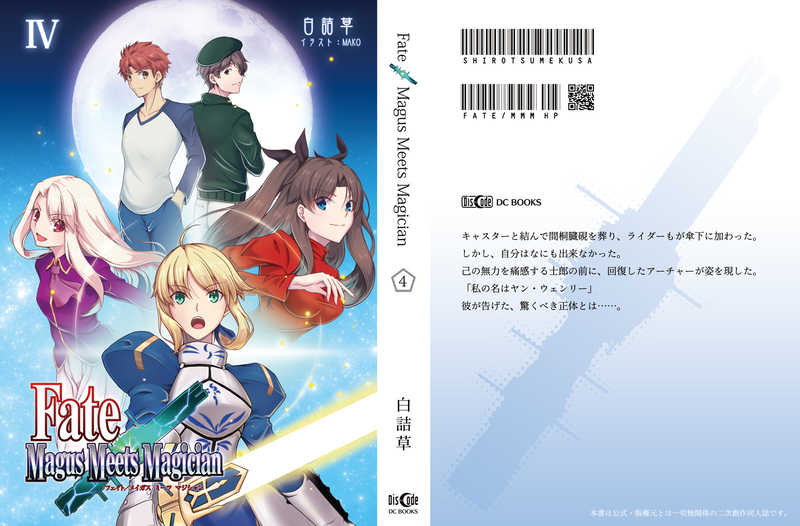 IV
白詰草
イラスト：MAKO
Fate
Magus Meets Magician
フェイト/メイガス ミーツ マジシャン
Fate Magus Meets Magician
4
白詰草
DisCode
DC BOOKS
SHIROTSUMEKUSA
FATE/MMM HP
DisCode DC BOOKS
キャスターと結んで間桐臓硯を葬り、ライダーもが傘下に加わった。
しかし、自分はなにも出来なかった。
己の無力を痛感する士郎の前に、回復したアーチャーが姿を現した。
「私の名はヤン・ウェンリー」
彼が告げた、驚くべき正体とは……。
本書は公式・版権元とは一切無関係の二次創作同人誌です。